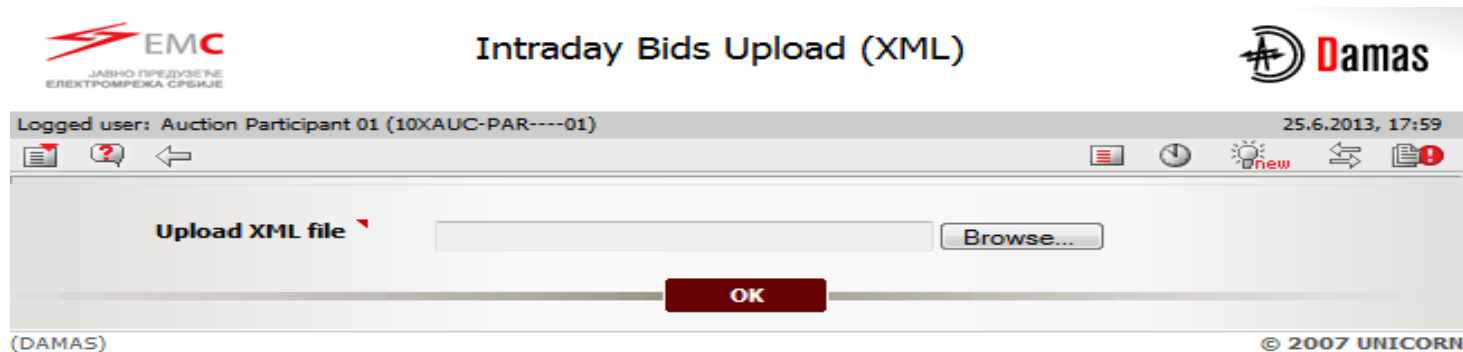 EMC
ЈАВНО ПРЕДУЗЕЋЕ
ЕЛЕКТРОМРЕЖА СРБИЈЕ
Intraday Bids Upload (XML)
Damas
Logged user: Auction Participant 01 (10XAUC-PAR----01)
25.6.2013, 17:59
new
Upload XML file
Browse...
OK
(DAMAS)
© 2007 UNICORN